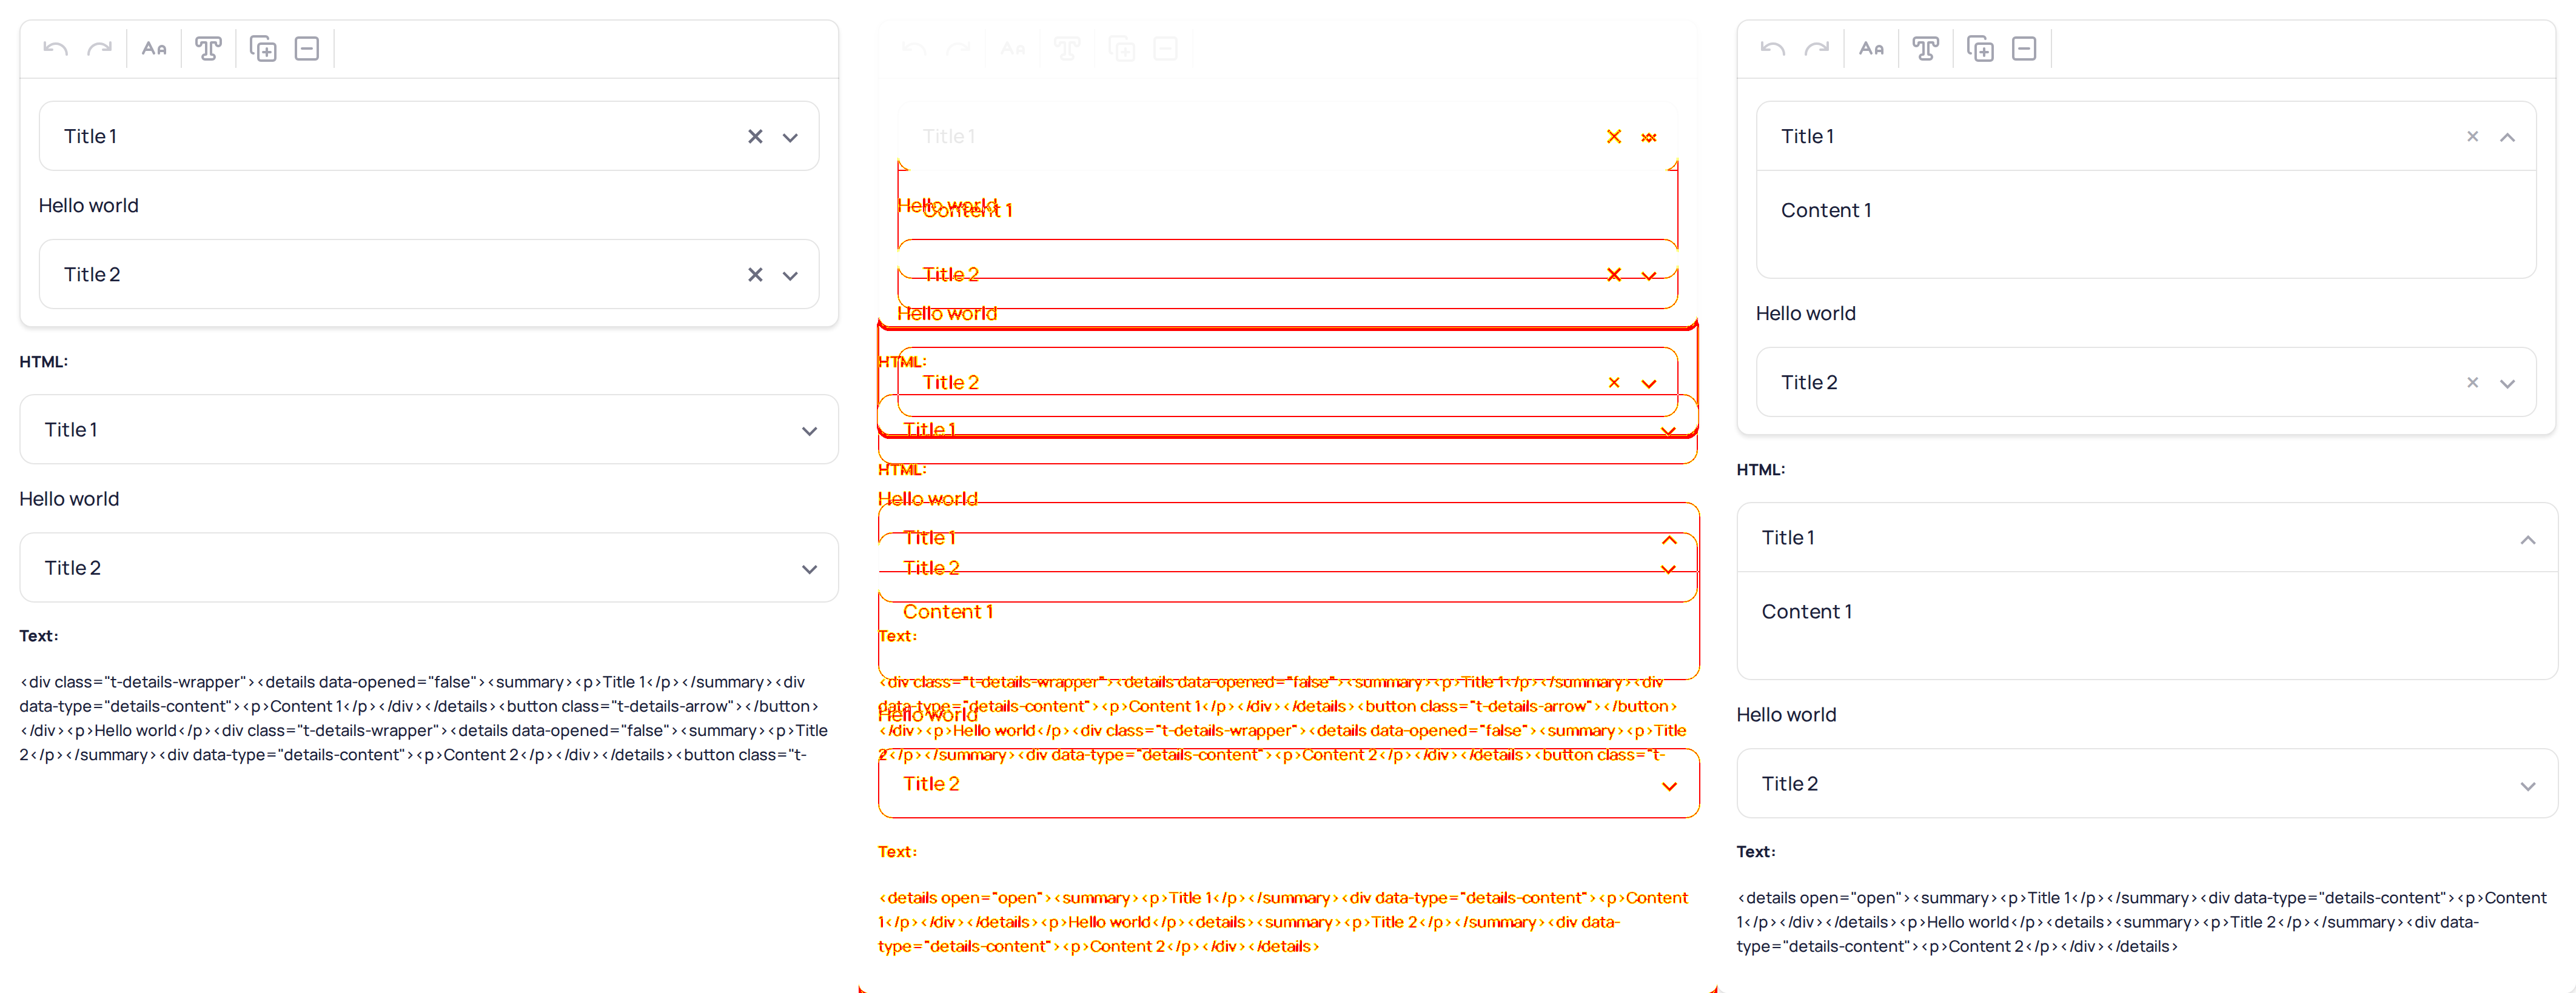 Title 1
Hello world
Title 2
HTML:
Title 1
Hello world
Title 2
Text:
<div class="t-details-wrapper"><details data-opened="false"><summary><p>Title 1</p></summary><div
data-type="details-content"><p>Content 1</p></div></details><button class="t-details-arrow"></button>
</div><p>Hello world</p><div class="t-details-wrapper"><details data-opened="false"><summary><p>Title
2</p></summary><div data-type="details-content"><p>Content 2</p></div></details><button class="t-
Title 1
Hello world
Content 1
Title 2
Hello world
HTML:
Title 2
Title 1
HTML:
Hello world
Title 1
Title 2
Content 1
Text:
<div class="t-details-wrapper"><details data-opened="false"><summary><p>Title 1</p></summary><div
data-type="details-content"><p>Content 1</p></div></details><button class="t-details-arrow"></button>
Hello world
</div><p>Hello world</p><div class="t-details-wrapper"><details data-opened="false"><summary><p>Title
2</p></summary><div data-type="details-content"><p>Content 2</p></div></details><button class="t-
Title 2
Text:
<details open="open"><summary><p>Title 1</p></summary><div data-type="details-content"><p>Content
1</p></div></details><p>Hello world</p><details><summary><p>Title 2</p></summary><div data-
type="details-content"><p>Content 2</p></div></details>
Title 1
Content 1
Hello world
Title 2
HTML:
Title 1
Content 1
Hello world
Title 2
Text:
<details open="open"><summary><p>Title 1</p></summary><div data-type="details-content"><p>Content
1</p></div></details><p>Hello world</p><details><summary><p>Title 2</p></summary><div data-
type="details-content"><p>Content 2</p></div></details>